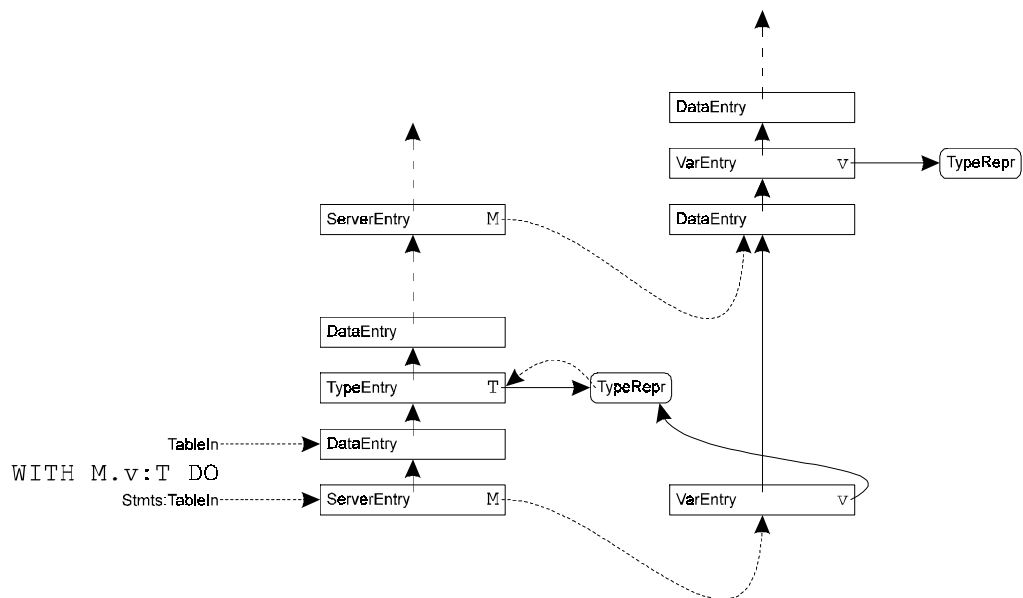 DataEntry
VarEntry v
TypeRepr
ServerEntry M
DataEntry
DataEntry
TypeEntry T
TypeRepr
TableIn
DataEntry
WITH M.v:T DO
Stmts:TableIn
ServerEntry M
VarEntry v